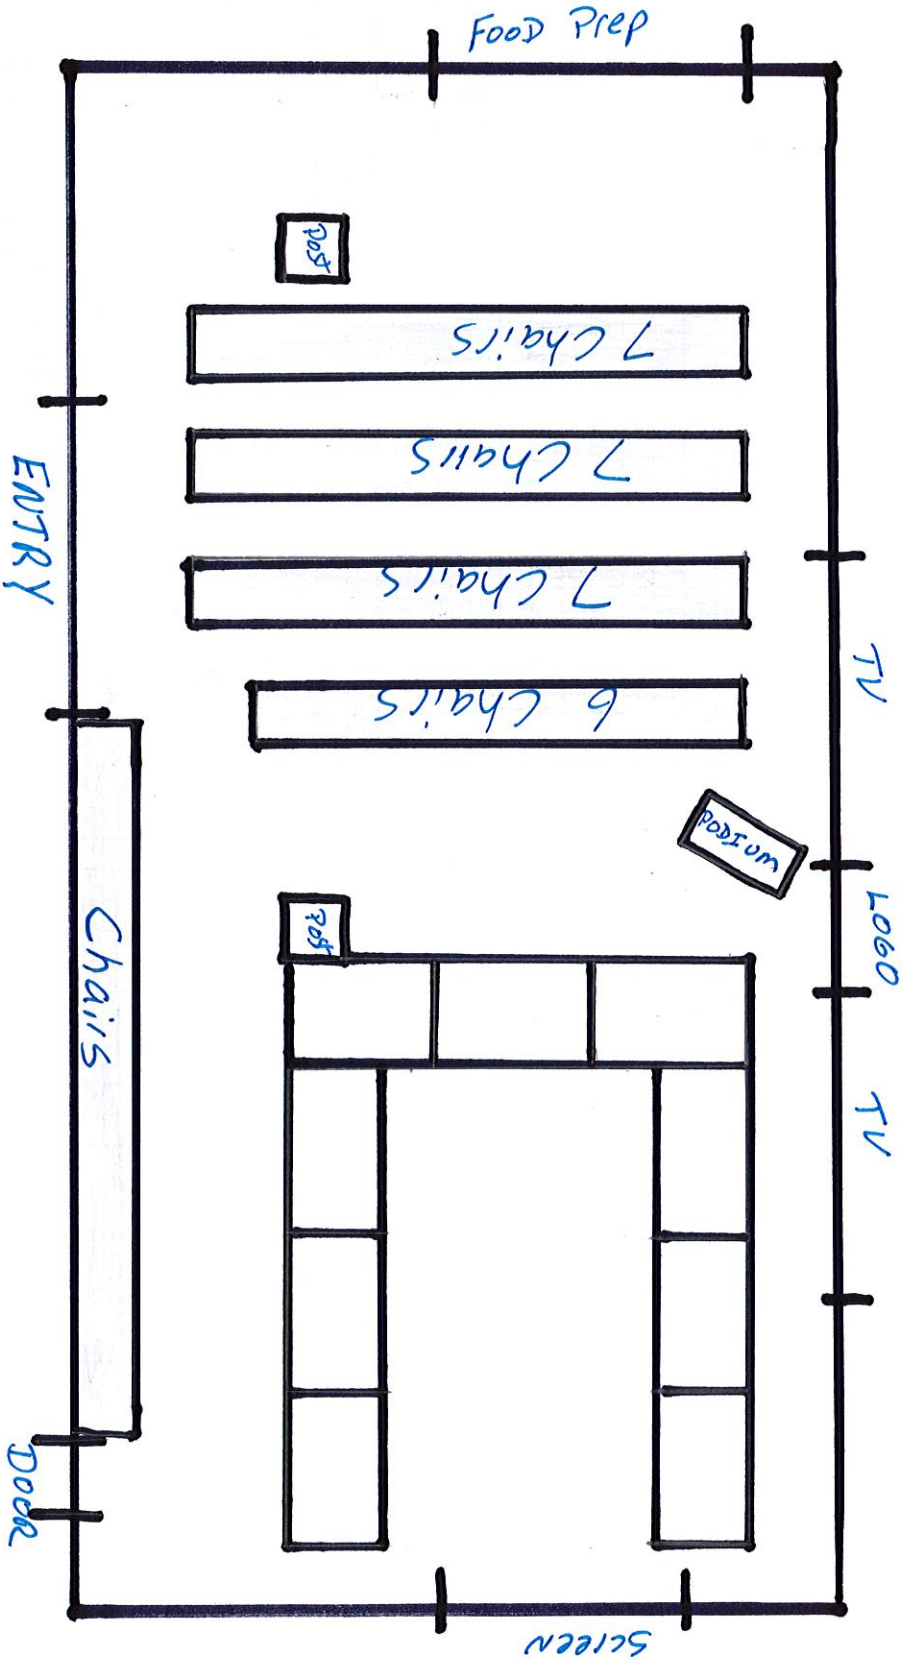 FOOD Prep
Post
7 Chairs
7 Chairs
7 Chairs
6 Chairs
ENTRY
TV
PODIUM
LOGO
Post
Chairs
TV
DOOR
Screen